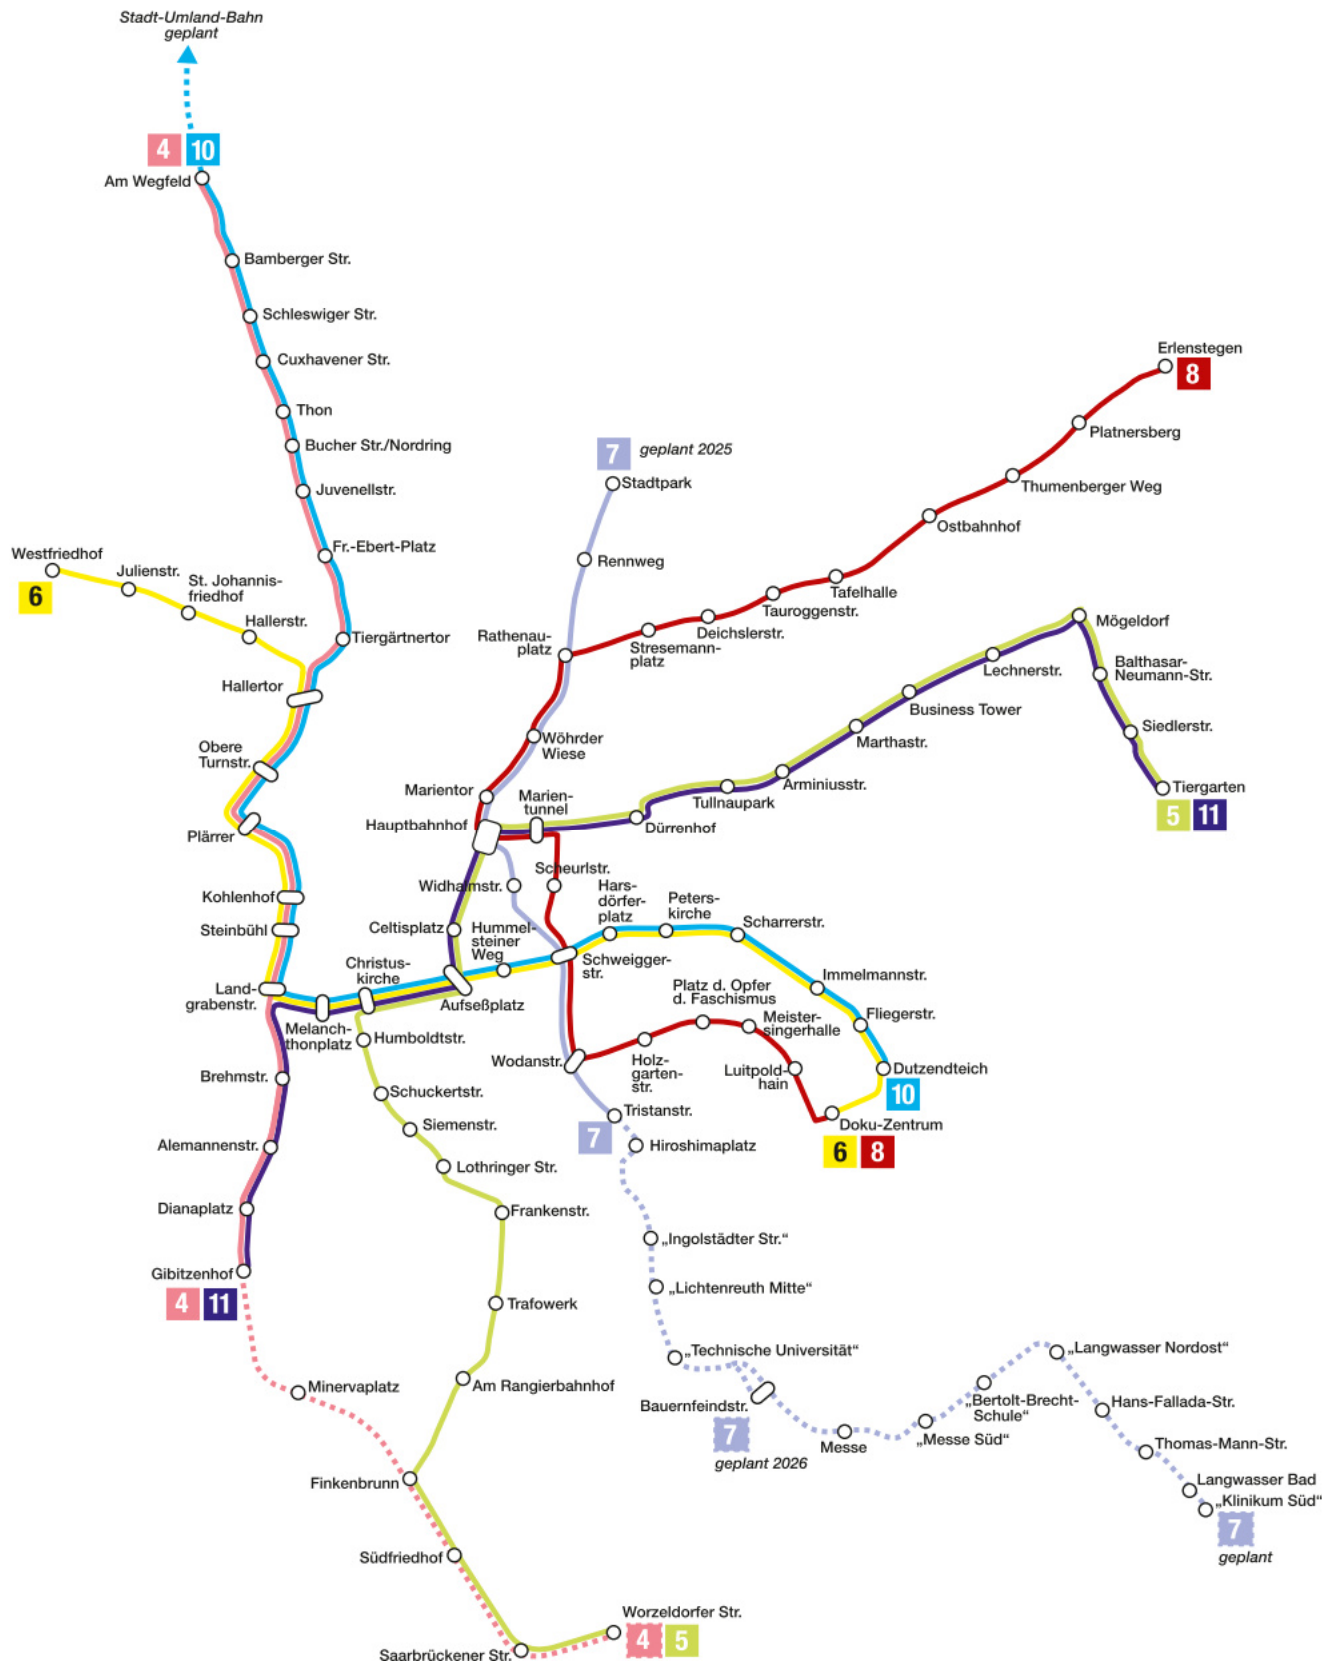 Stadt-Umland-Bahn
geplant
4 10
Am Wegfeld
Bamberger Str.
Schleswiger Str.
Cuxhavener Str.
Thon
Bucher Str./Nordring
Juvenellstr.
Fr.-Ebert-Platz
Westfriedhof
6
Julienstr.
St. Johannis-
friedhof
Hallerstr.
Tiergärtnertor
Hallertor
Obere
Turnstr.
Plärrer
Kohlenhof
Steinbühl
Land-
grabenstr.
Melanch-
thonplatz
Christus-
kirche
Brehmstr.
Alemannenstr.
Dianaplatz
Gibitzenhof
4 11
Minervaplatz
7 geplant 2025
Stadtpark
Rennweg
Rathenau-
platz
Wöhrder
Wiese
Marientor
Hauptbahnhof
Marien-
tunnel
Erlenstegen
8
Platnersberg
Thumenberger Weg
Ostbahnhof
Tafelhalle
Tauroggenstr.
Deichslerstr.
Stresemann-
platz
Mögeldorf
Balthasar-
Neumann-Str.
Siedlerstr.
Tiergarten
5 11
Lechnerstr.
Business Tower
Marthastr.
Arminiusstr.
Tullnaupark
Dürrenhof
Widhalmstr.
Scheurlstr.
Celtisplatz
Hummel-
steiner
Weg
Aufseßplatz
Schweigger-
str.
Hars-
dörfer-
platz
Peters-
kirche
Scharrerstr.
Immelmannstr.
Fliegerstr.
Dutzendteich
10
Platz d. Opfer
d. Faschismus
Meister-
singerhalle
Luitpold-
hain
Doku-Zentrum
6 8
Wodanstr.
Holz-
garten-
str.
Tristanstr.
7
Hiroshimaplatz
„Ingolstädter Str.“
„Lichtenreuth Mitte“
„Technische Universität“
Bauernfeindstr.
7
geplant 2026
Messe
„Messe Süd“
„Bertolt-Brecht-
Schule“
„Langwasser Nordost“
Hans-Fallada-Str.
Thomas-Mann-Str.
Langwasser Bad
„Klinikum Süd“
7
geplant
Humboldtstr.
Schuckertstr.
Siemenstr.
Lothringer Str.
Frankenstr.
Trafowerk
Am Rangierbahnhof
Finkenbrunn
Südfriedhof
Saarbrückener Str.
Worzeldorfer Str.
4 5